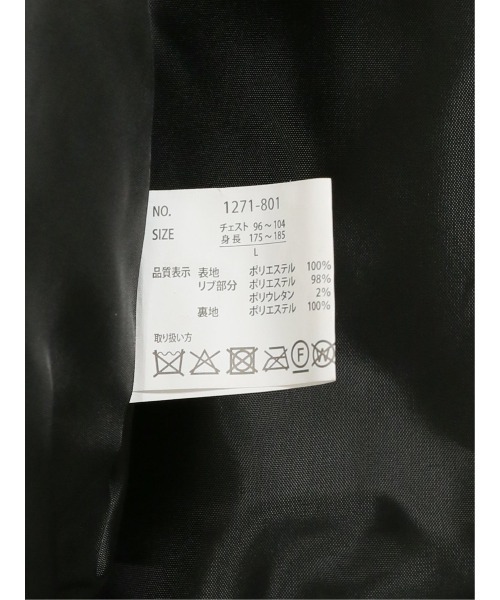 NO. 1271-801
SIZE チェスト 96～104
身長 175～185
L
品質表示 表地 ポリエステル 100%
リブ部分 ポリエステル 98%
ポリウレタン 2%
裏地 ポリエステル 100%
取り扱い方
F W